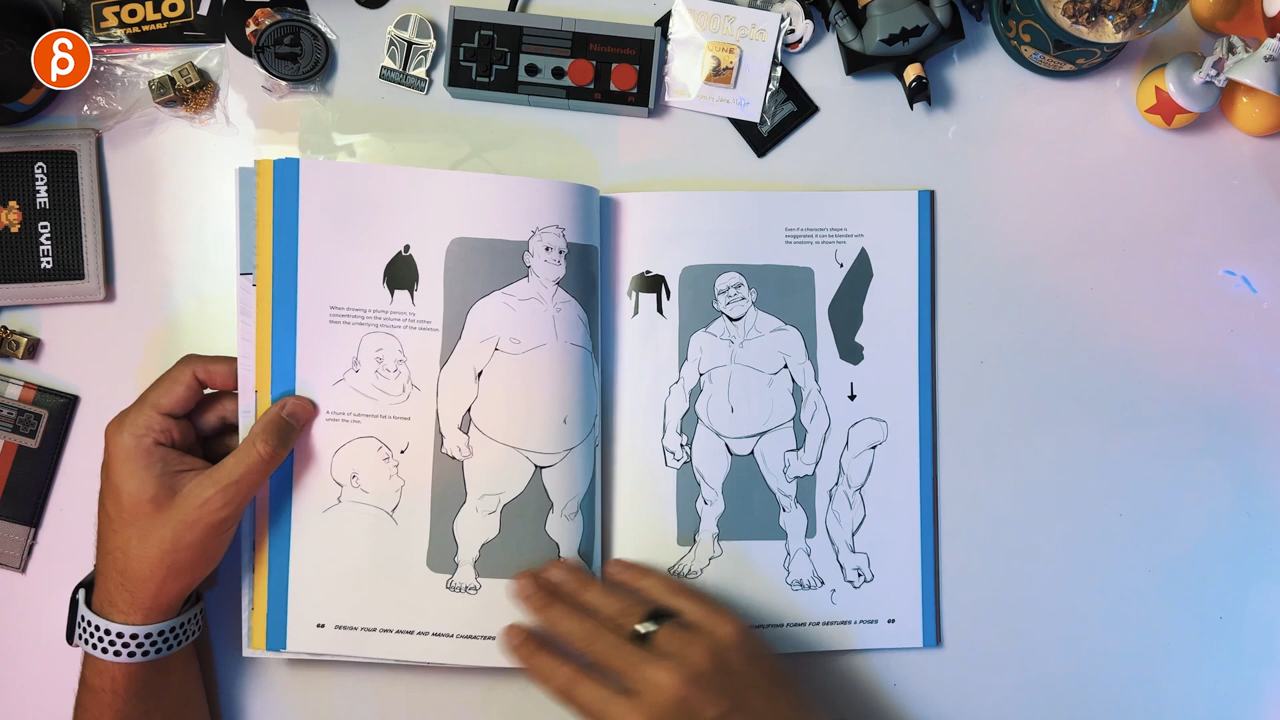 SOLO
STAR WARS
MANDALORIAN
Nintendo
B
A
JUNE
GAME OVER
When drawing a plump person, try
concentrating on the volume of fat rather
than the underlying structure of the skeleton.
A chunk of submental fat is formed
under the chin.
68 DESIGN YOUR OWN ANIME AND MANGA CHARACTERS
Even if a character's shape is
exaggerated, it can be blended with
the anatomy, as shown here.
SIMPLIFYING FORMS FOR GESTURES & POSES 69